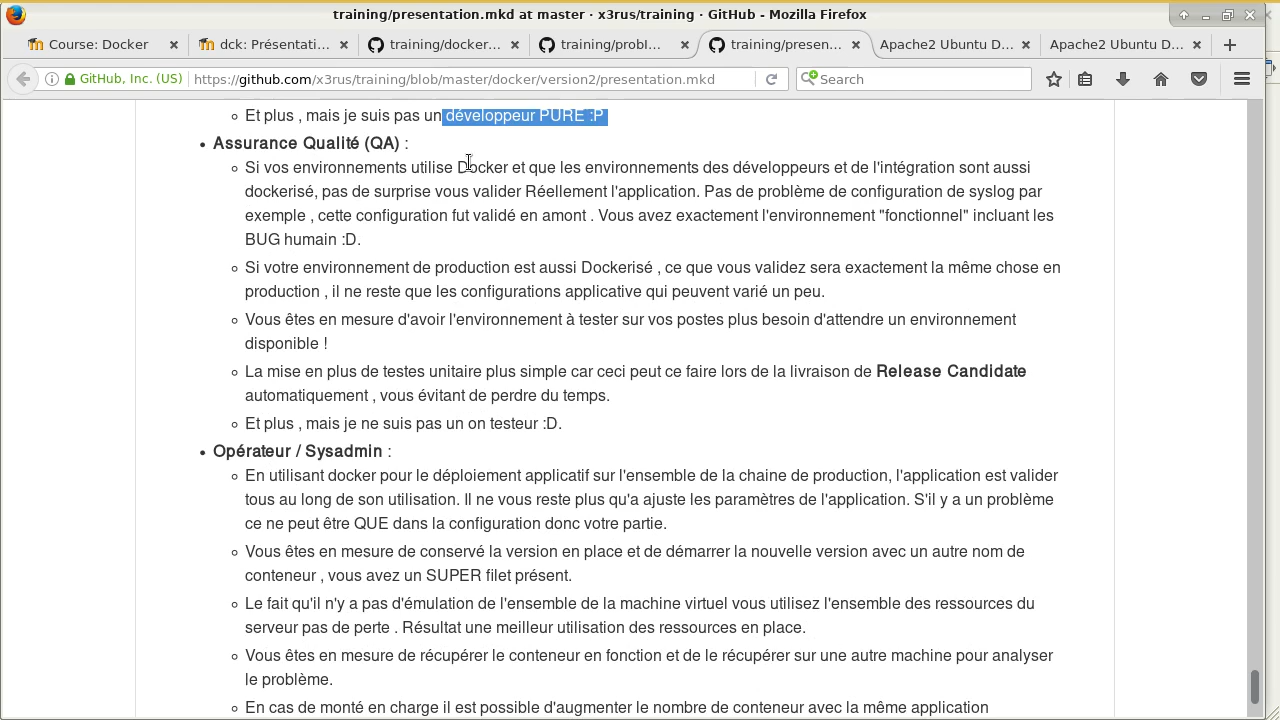 training/presentation.mkd at master · x3rus/training · GitHub - Mozilla Firefox
Course: Docker
dck: Présentati...
training/docker...
training/probl...
training/presen...
Apache2 Ubuntu D...
Apache2 Ubuntu D...
GitHub, Inc. (US)
https://github.com/x3rus/training/blob/master/docker/version2/presentation.mkd
Search
Et plus , mais je suis pas un développeur PURE :P
Assurance Qualité (QA) :
Si vos environnements utilise Docker et que les environnements des développeurs et de l'intégration sont aussi
dockerisé, pas de surprise vous valider Réellement l'application. Pas de problème de configuration de syslog par
exemple , cette configuration fut validé en amont . Vous avez exactement l'environnement "fonctionnel" incluant les
BUG humain :D.
Si votre environnement de production est aussi Dockerisé , ce que vous validez sera exactement la même chose en
production , il ne reste que les configurations applicative qui peuvent varié un peu.
Vous êtes en mesure d'avoir l'environnement à tester sur vos postes plus besoin d'attendre un environnement
disponible !
La mise en plus de testes unitaire plus simple car ceci peut ce faire lors de la livraison de Release Candidate
automatiquement , vous évitant de perdre du temps.
Et plus , mais je ne suis pas un on testeur :D.
Opérateur / Sysadmin :
En utilisant docker pour le déploiement applicatif sur l'ensemble de la chaine de production, l'application est valider
tous au long de son utilisation. Il ne vous reste plus qu'a ajuste les paramètres de l'application. S'il y a un problème
ce ne peut être QUE dans la configuration donc votre partie.
Vous êtes en mesure de conservé la version en place et de démarrer la nouvelle version avec un autre nom de
conteneur , vous avez un SUPER filet présent.
Le fait qu'il n'y a pas d'émulation de l'ensemble de la machine virtuel vous utilisez l'ensemble des ressources du
serveur pas de perte . Résultat une meilleur utilisation des ressources en place.
Vous êtes en mesure de récupérer le conteneur en fonction et de le récupérer sur une autre machine pour analyser
le problème.
En cas de monté en charge il est possible d'augmenter le nombre de conteneur avec la même application